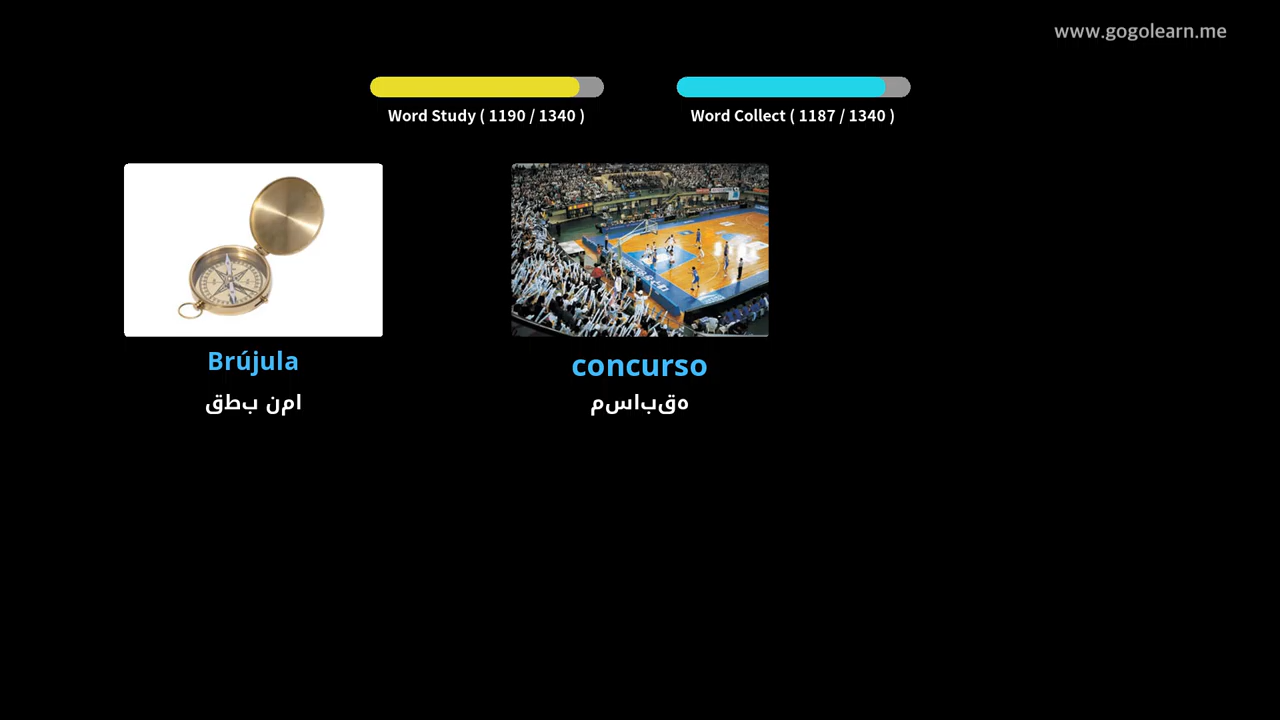 www.gogolearn.me
Word Study ( 1190 / 1340 )
Word Collect ( 1187 / 1340 )
Brújula
قطب نما
concurso
مسابقه